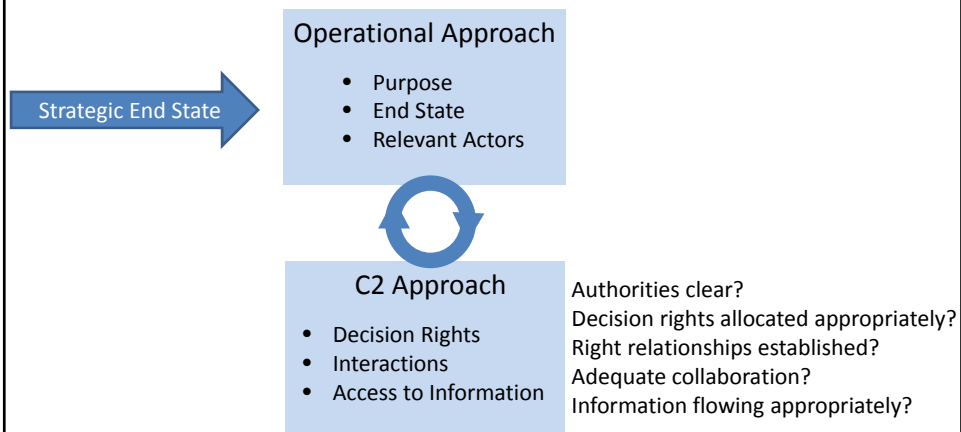 Operational Approach
• Purpose
• End State
• Relevant Actors
Strategic End State
C2 Approach
• Decision Rights
• Interactions
• Access to Information
Authorities clear?
Decision rights allocated appropriately?
Right relationships established?
Adequate collaboration?
Information flowing appropriately?